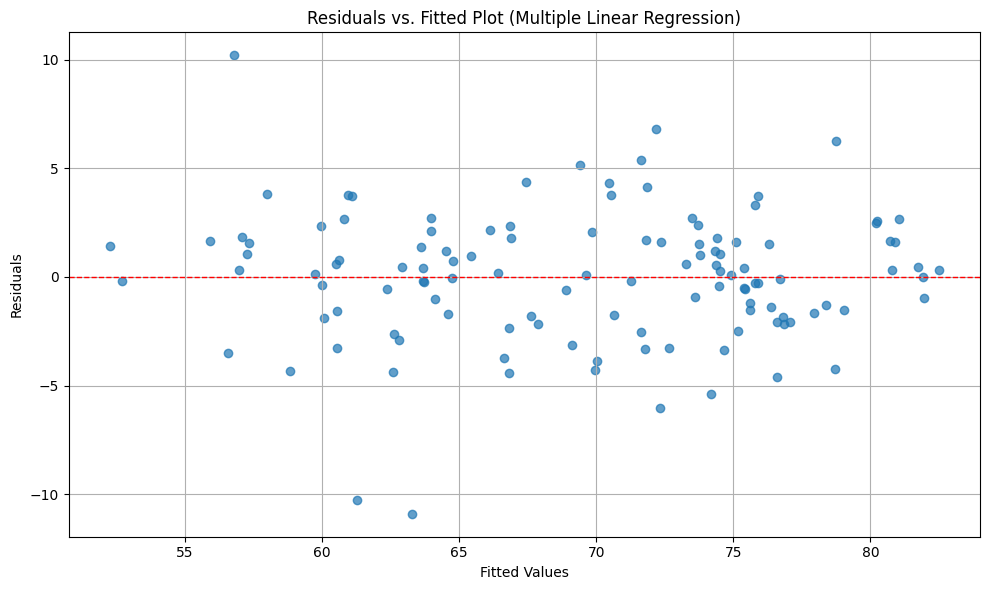 Residuals vs. Fitted Plot (Multiple Linear Regression)
10
5
0
−5
−10
Residuals
55 60 65 70 75 80
Fitted Values